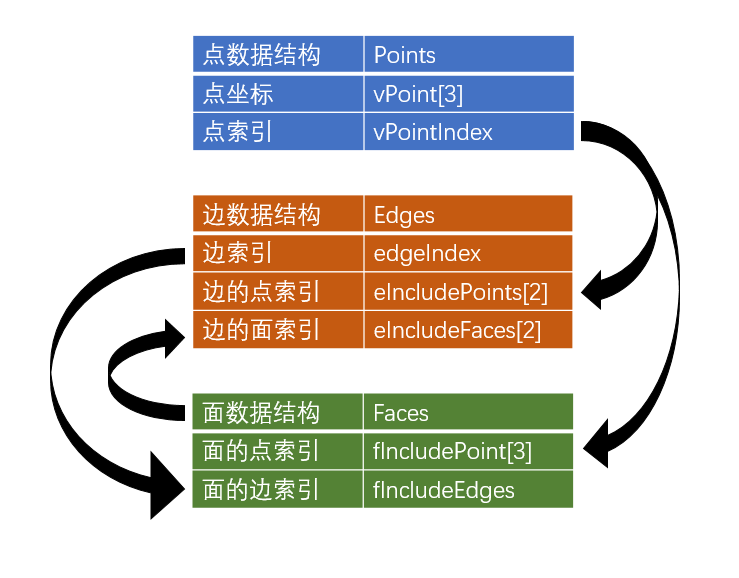 点数据结构 Points
点坐标 vPoint[3]
点索引 vPointIndex
边数据结构 Edges
边索引 edgeIndex
边的点索引 eIncludePoints[2]
边的面索引 eIncludeFaces[2]
面数据结构 Faces
面的点索引 fIncludePoint[3]
面的边索引 fIncludeEdges